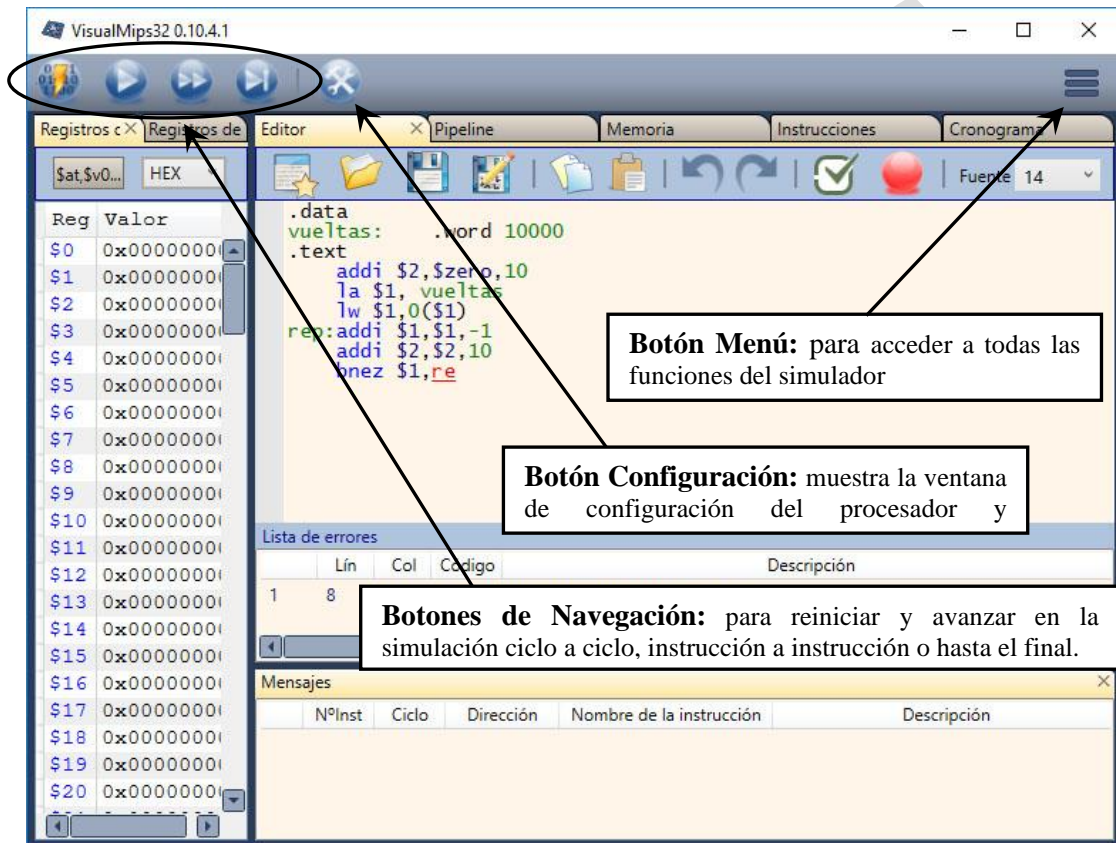 VisualMips32 0.10.4.1
Registros c Registros de
Editor Pipeline Memoria Instrucciones Cronograma
$at,$v0... HEX
Fuente 14
Reg Valor
$0 0x0000000
$1 0x0000000
$2 0x0000000
$3 0x0000000
$4 0x0000000
$5 0x0000000
$6 0x0000000
$7 0x0000000
$8 0x0000000
$9 0x0000000
$10 0x0000000
$11 0x0000000
$12 0x0000000
$13 0x0000000
$14 0x0000000
$15 0x0000000
$16 0x0000000
$17 0x0000000
$18 0x0000000
$19 0x0000000
$20 0x0000000
.data
vueltas: .word 10000
.text
addi $2,$zero,10
la $1, vueltas
lw $1,0($1)
rep:addi $1,$1,-1
addi $2,$2,10
bnez $1,re
Botón Menú: para acceder a todas las
funciones del simulador
Botón Configuración: muestra la ventana
de configuración del procesador y
Lista de errores
Lín Col Código Descripción
1 8
Botones de Navegación: para reiniciar y avanzar en la
simulación ciclo a ciclo, instrucción a instrucción o hasta el final.
Mensajes
NºInst Ciclo Dirección Nombre de la instrucción Descripción